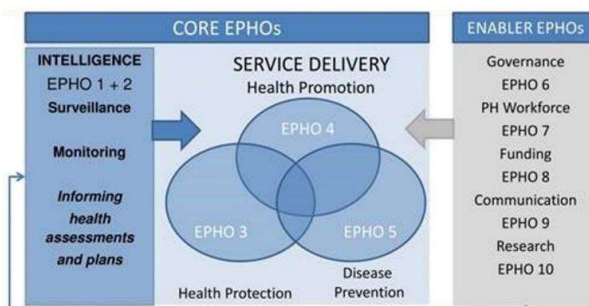 CORE EPHOs
ENABLER EPHOs
INTELLIGENCE
EPHO 1 + 2
Surveillance
Monitoring
Informing
health
assessments
and plans
SERVICE DELIVERY
Health Promotion
EPHO 4
EPHO 3
EPHO 5
Health Protection
Disease
Prevention
Governance
EPHO 6
PH Workforce
EPHO 7
Funding
EPHO 8
Communication
EPHO 9
Research
EPHO 10